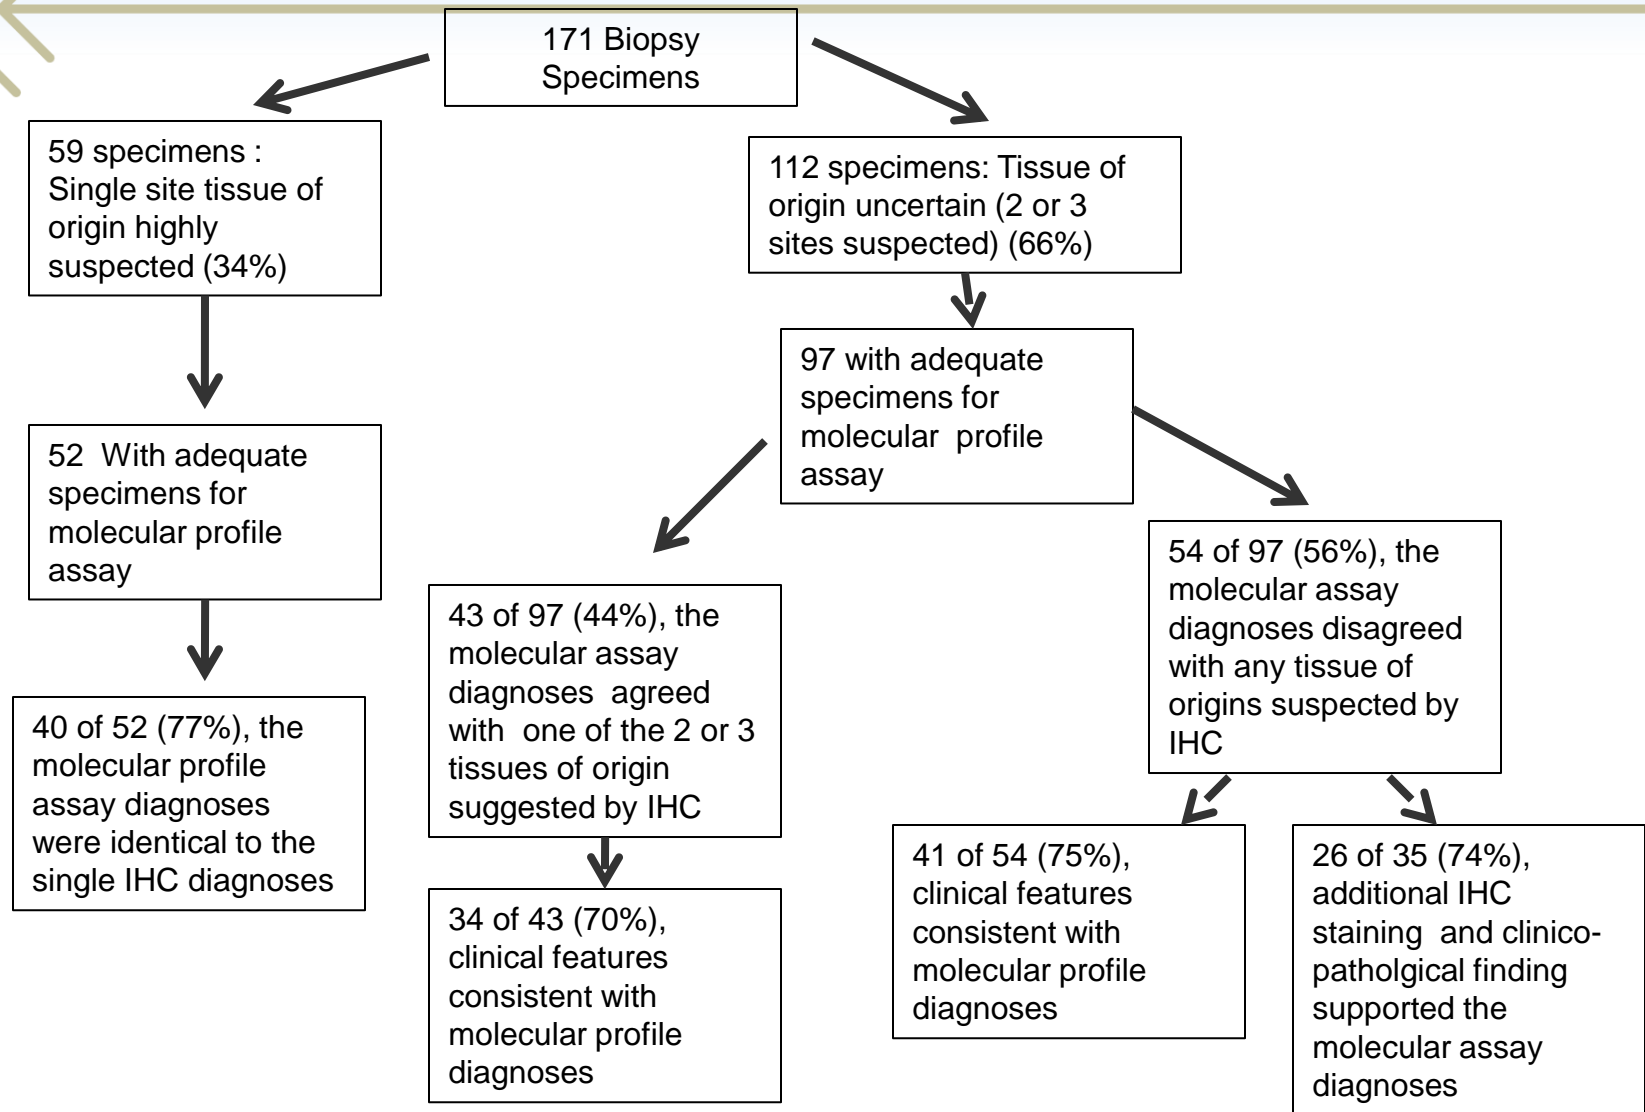 171 Biopsy
Specimens
59 specimens :
Single site tissue of
origin highly
suspected (34%)
112 specimens: Tissue of
origin uncertain (2 or 3
sites suspected) (66%)
97 with adequate
specimens for
molecular profile
assay
52 With adequate
specimens for
molecular profile
assay
40 of 52 (77%), the
molecular profile
assay diagnoses
were identical to the
single IHC diagnoses
43 of 97 (44%), the
molecular assay
diagnoses agreed
with one of the 2 or 3
tissues of origin
suggested by IHC
54 of 97 (56%), the
molecular assay
diagnoses disagreed
with any tissue of
origins suspected by
IHC
34 of 43 (70%),
clinical features
consistent with
molecular profile
diagnoses
41 of 54 (75%),
clinical features
consistent with
molecular profile
diagnoses
26 of 35 (74%),
additional IHC
staining and clinico-
patholgical finding
supported the
molecular assay
diagnoses